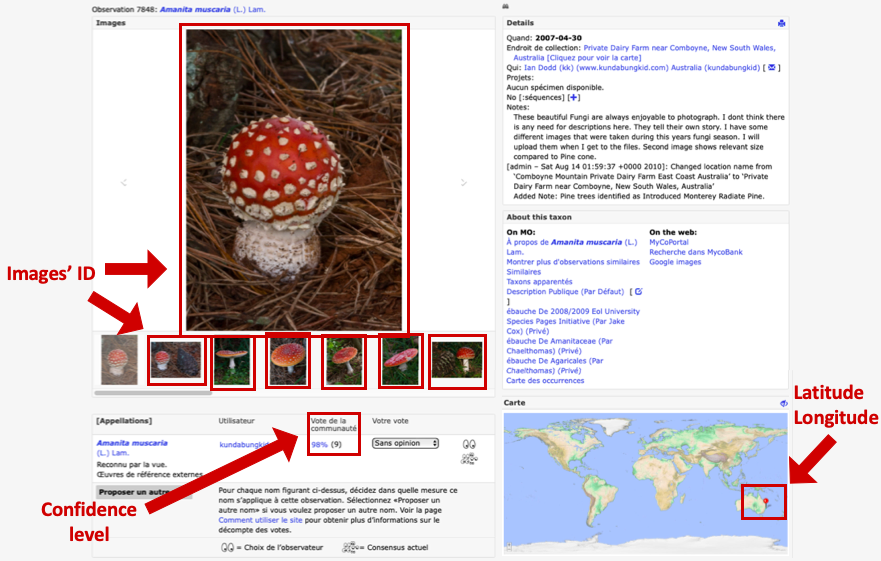 Observation 7848: Amanita muscaria (L.) Lam.
Images
<
>
Images' ID
[Appellations]
Utilisateur
Vote de la
communauté
Votre vote
Amanita muscaria
(L.) Lam.
kundabungkid
98% (9)
Sans opinion
Reconnu par la vue.
Œuvres de référence externes
Proposer un autre
Pour chaque nom figurant ci-dessus, décidez dans quelle mesure ce
nom s'applique à cette observation. Sélectionnez «Proposer un
autre nom» si vous voulez proposer un autre nom. Voir la page
Comment utiliser le site pour obtenir plus d'informations sur le
décompte des votes.
= Choix de l'observateur
= Consensus actuel
Confidence
level
Details
Quand: 2007-04-30
Endroit de collection: Private Dairy Farm near Comboyne, New South Wales,
Australia [Cliquez pour voir la carte]
Qui: Ian Dodd (kk) (www.kundabungkid.com) Australia (kundabungkid) [ ]
Projets:
Aucun spécimen disponible.
No [:séquences] [+]
Notes:
These beautiful Fungi are always enjoyable to photograph. I dont think there
is any need for descriptions here. They tell their own story. I have some
different images that were taken during this years fungi season. I will
upload them when I get to the files. Second image shows relevant size
compared to Pine cone.
[admin – Sat Aug 14 01:59:37 +0000 2010]: Changed location name from
'Comboyne Mountain Private Dairy Farm East Coast Australia' to 'Private
Dairy Farm near Comboyne, New South Wales, Australia'
Added Note: Pine trees identified as Introduced Monterey Radiate Pine.
About this taxon
On MO:
À propos de Amanita muscaria (L.)
Lam.
Montrer plus d'observations similaires
Similaires
Taxons apparentés
Description Publique (Par Défaut) [
]
ébauche De 2008/2009 Eol University
Species Pages Initiative (Par Jake
Cox) (Privé)
ébauche De Amanitaceae (Par
Chaelthomas) (Privé)
ébauche De Agaricales (Par
Chaelthomas) (Privé)
Carte des occurrences
On the web:
MyCoPortal
Recherche dans MycoBank
Google images
Carte
Latitude
Longitude